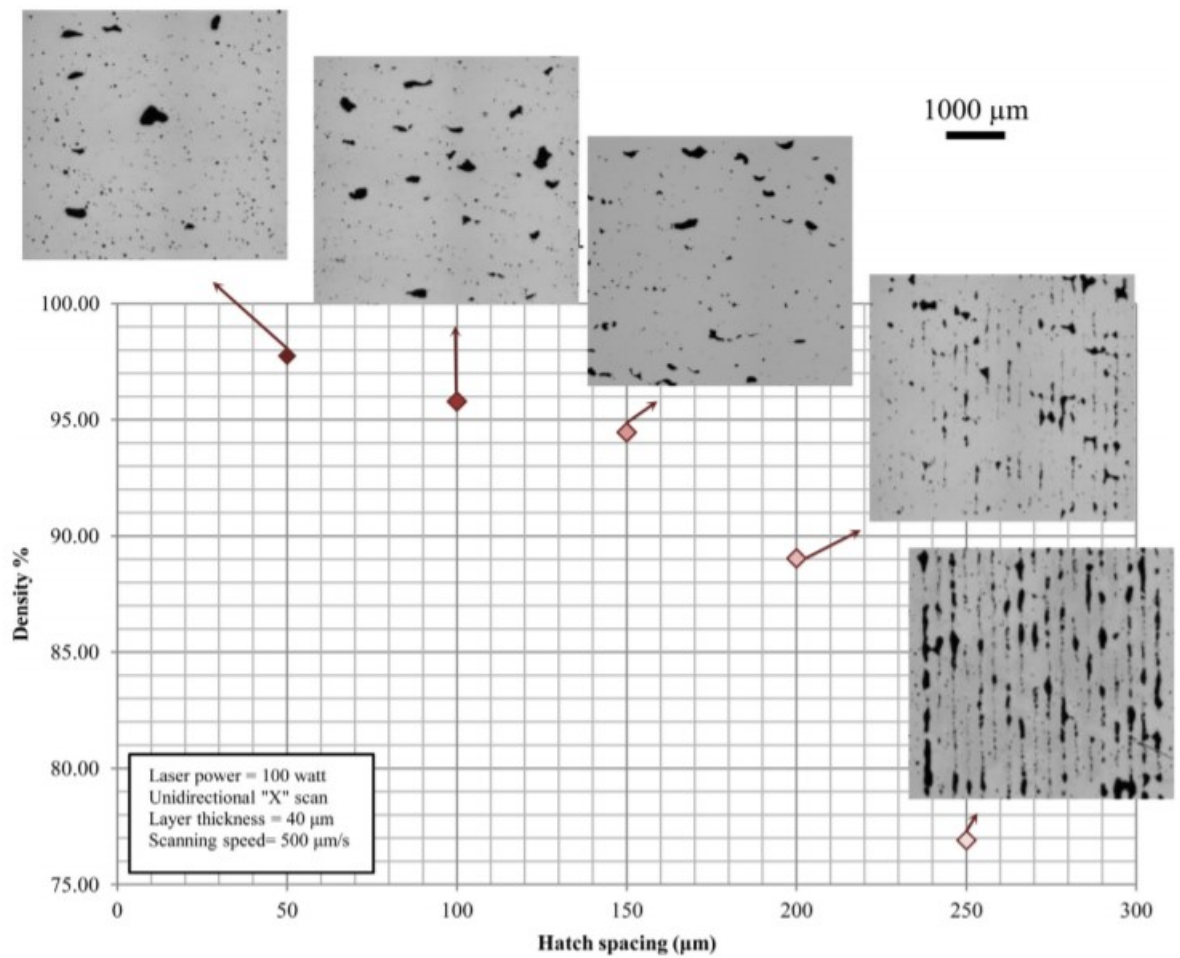 1000 μm
100.00
95.00
90.00
85.00
80.00
75.00
Density %
Laser power = 100 watt
Unidirectional "X" scan
Layer thickness = 40 μm
Scanning speed= 500 μm/s
0 50 100 150 200 250 300
Hatch spacing (μm)